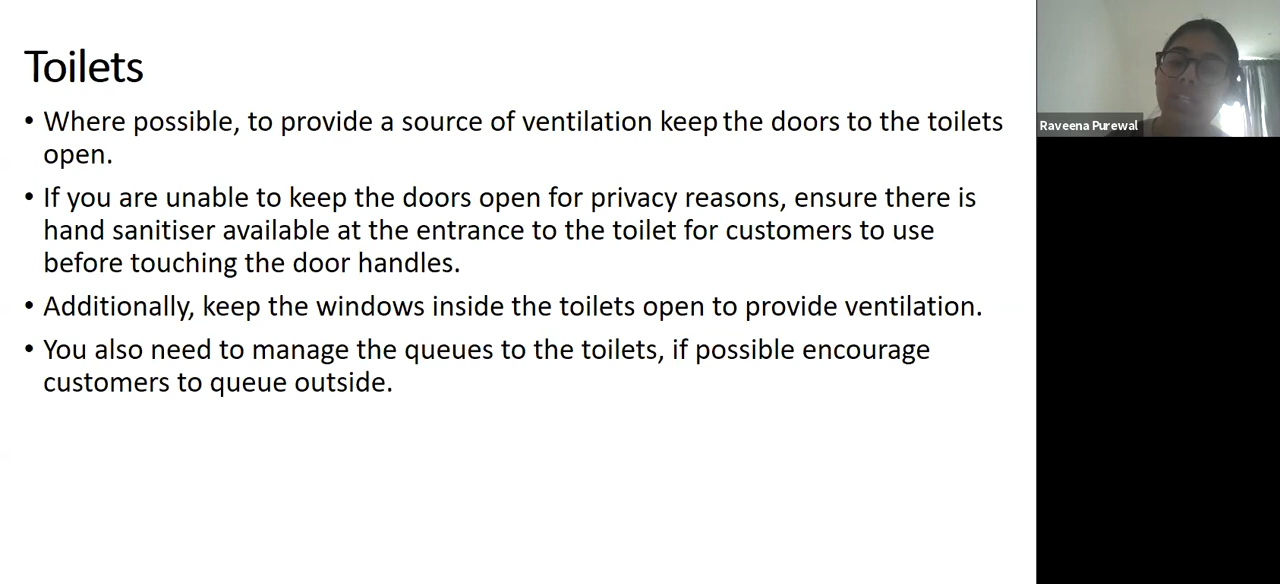 Toilets
• Where possible, to provide a source of ventilation keep the doors to the toilets
open.
• If you are unable to keep the doors open for privacy reasons, ensure there is
hand sanitiser available at the entrance to the toilet for customers to use
before touching the door handles.
• Additionally, keep the windows inside the toilets open to provide ventilation.
• You also need to manage the queues to the toilets, if possible encourage
customers to queue outside.
Raveena Purewal